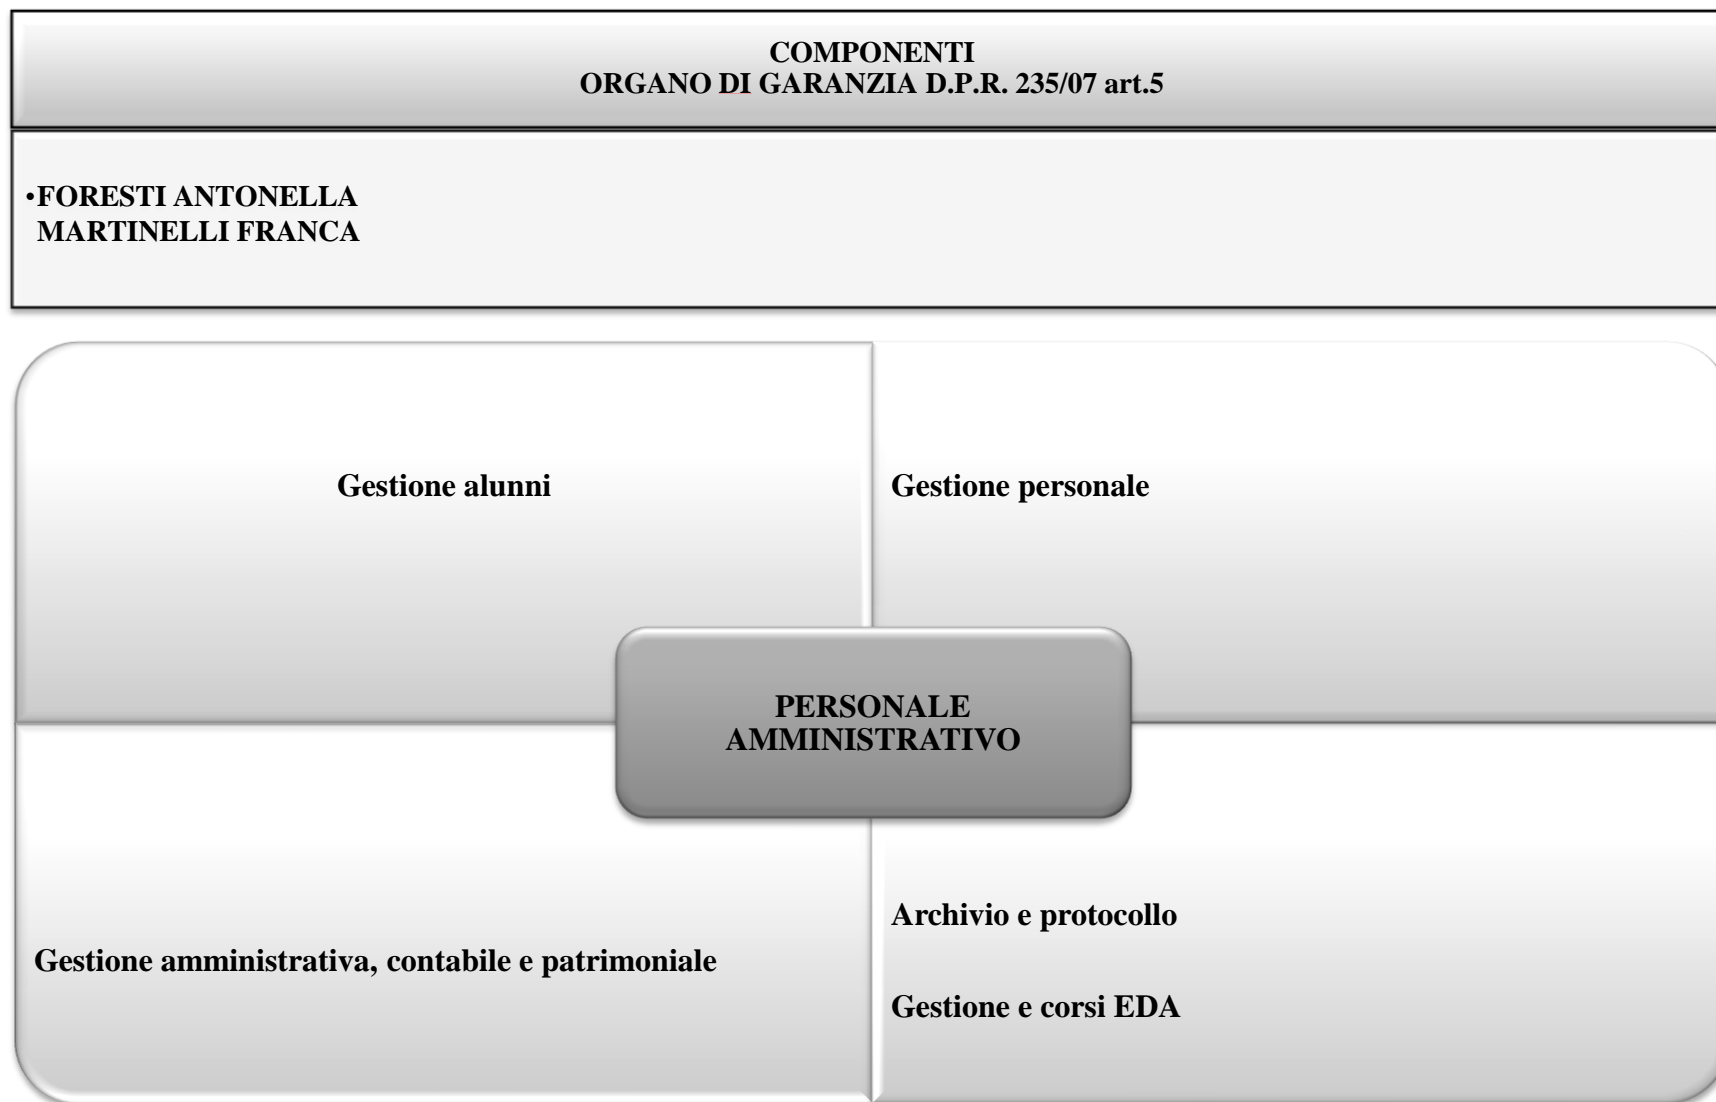 COMPONENTI
ORGANO DI GARANZIA D.P.R. 235/07 art.5
•FORESTI ANTONELLA
MARTINELLI FRANCA
Gestione alunni
Gestione personale
PERSONALE
AMMINISTRATIVO
Gestione amministrativa, contabile e patrimoniale
Archivio e protocollo
Gestione e corsi EDA